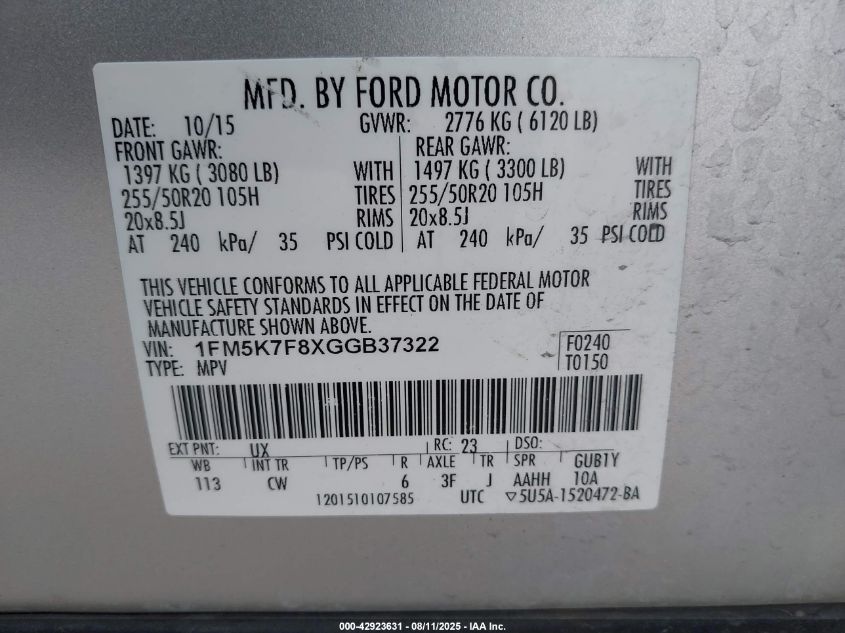 MFD. BY FORD MOTOR CO.
DATE: 10/15 GVWR: 2776 KG ( 6120 LB)
FRONT GAWR: REAR GAWR:
1397 KG ( 3080 LB) WITH 1497 KG ( 3300 LB) WITH
255/50R20 105H TIRES 255/50R20 105H TIRES
20x8.5J RIMS 20x8.5J RIMS
AT 240 kPa/ 35 PSI COLD AT 240 kPa/ 35 PSI COLD
THIS VEHICLE CONFORMS TO ALL APPLICABLE FEDERAL MOTOR
VEHICLE SAFETY STANDARDS IN EFFECT ON THE DATE OF
MANUFACTURE SHOWN ABOVE.
VIN: 1FM5K7F8XGGB37322 F0240
TYPE: MPV T0150
EXT PNT: UX RC: 23 DSO:
WB INT TR TP/PS R AXLE TR SPR GUB1Y
113 CW 6 3F J AAHH 10A
1201510107585 UTC ▽5U5A-1520472-BA
000-42923631 - 08/11/2025 - IAA Inc.